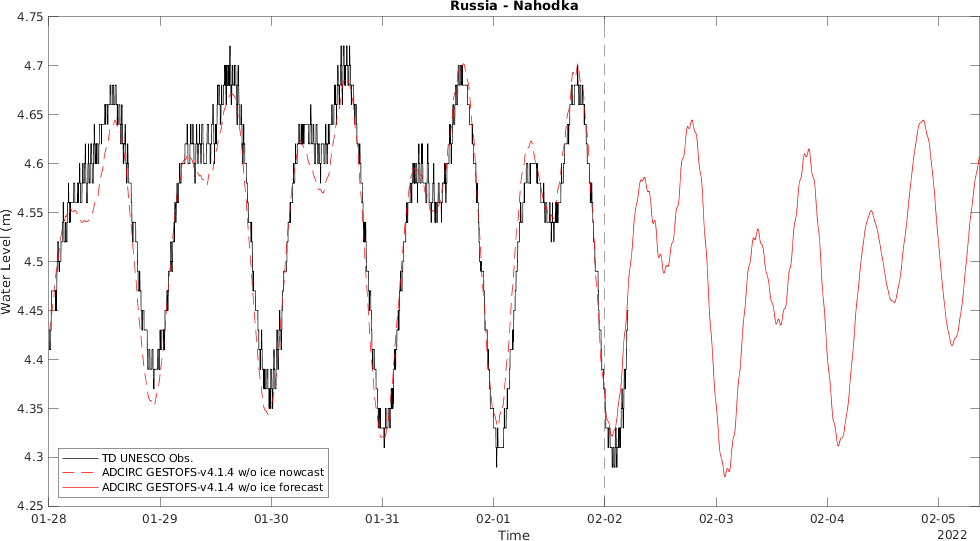 Russia - Nahodka
4.75
4.7
4.65
4.6
4.55
4.5
4.45
4.4
4.35
4.3
4.25
Water Level (m)
TD UNESCO Obs.
ADCIRC GESTOFS-v4.1.4 w/o ice nowcast
ADCIRC GESTOFS-v4.1.4 w/o ice forecast
01-28 01-29 01-30 01-31 02-01 02-02 02-03 02-04 02-05
Time
2022